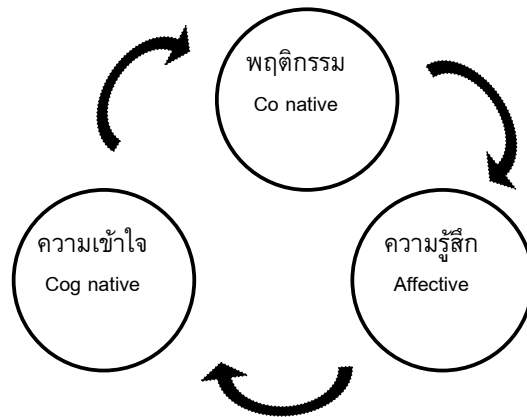 พฤติกรรม
Co native
ความเข้าใจ
Cog native
ความรู้สึก
Affective